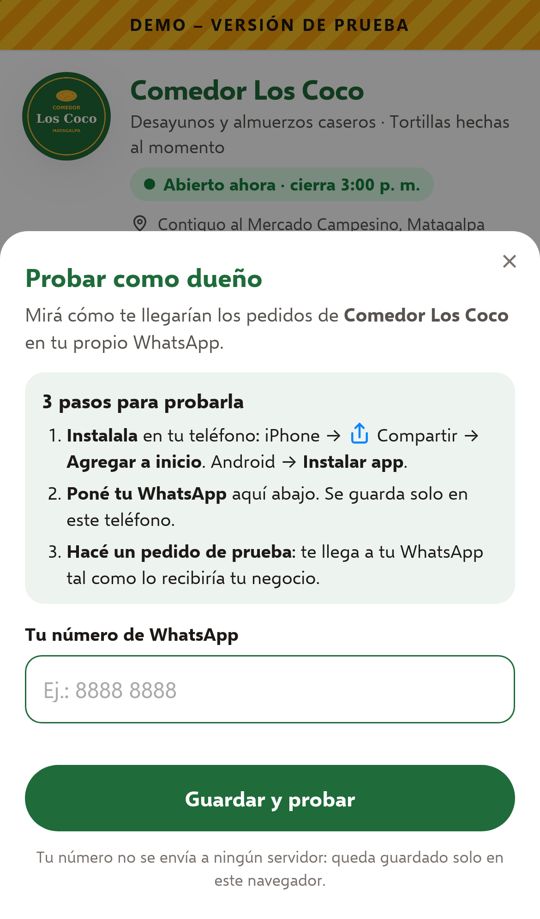 DEMO – VERSIÓN DE PRUEBA
COMEDOR
Los Coco
MATAGALPA
Comedor Los Coco
Desayunos y almuerzos caseros · Tortillas hechas
al momento
Abierto ahora · cierra 3:00 p. m.
Contiguo al Mercado Campesino, Matagalpa
Probar como dueño
Mirá cómo te llegarían los pedidos de Comedor Los Coco
en tu propio WhatsApp.
3 pasos para probarla
1. Instalala en tu teléfono: iPhone → Compartir →
Agregar a inicio. Android → Instalar app.
2. Poné tu WhatsApp aquí abajo. Se guarda solo en
este teléfono.
3. Hacé un pedido de prueba: te llega a tu WhatsApp
tal como lo recibiría tu negocio.
Tu número de WhatsApp
Ej.: 8888 8888
Guardar y probar
Tu número no se envía a ningún servidor: queda guardado solo en
este navegador.